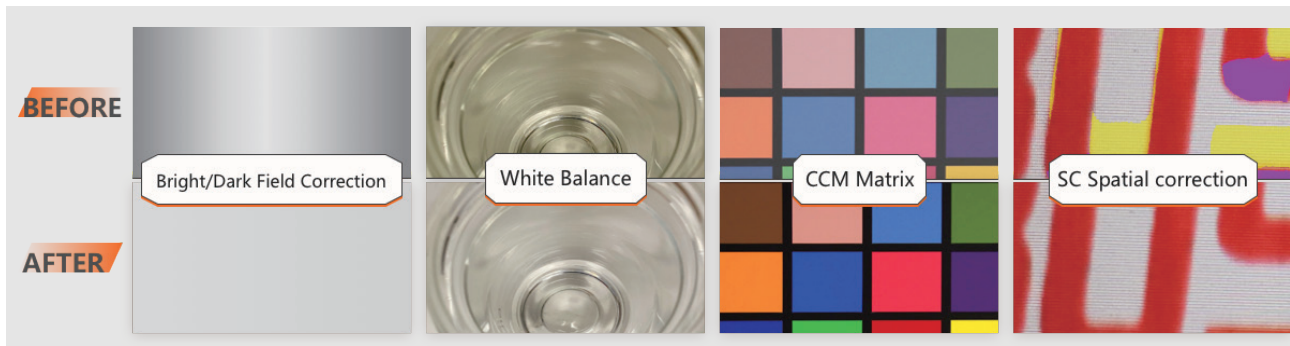 BEFORE
Bright/Dark Field Correction
White Balance
CCM Matrix
SC Spatial correction
AFTER